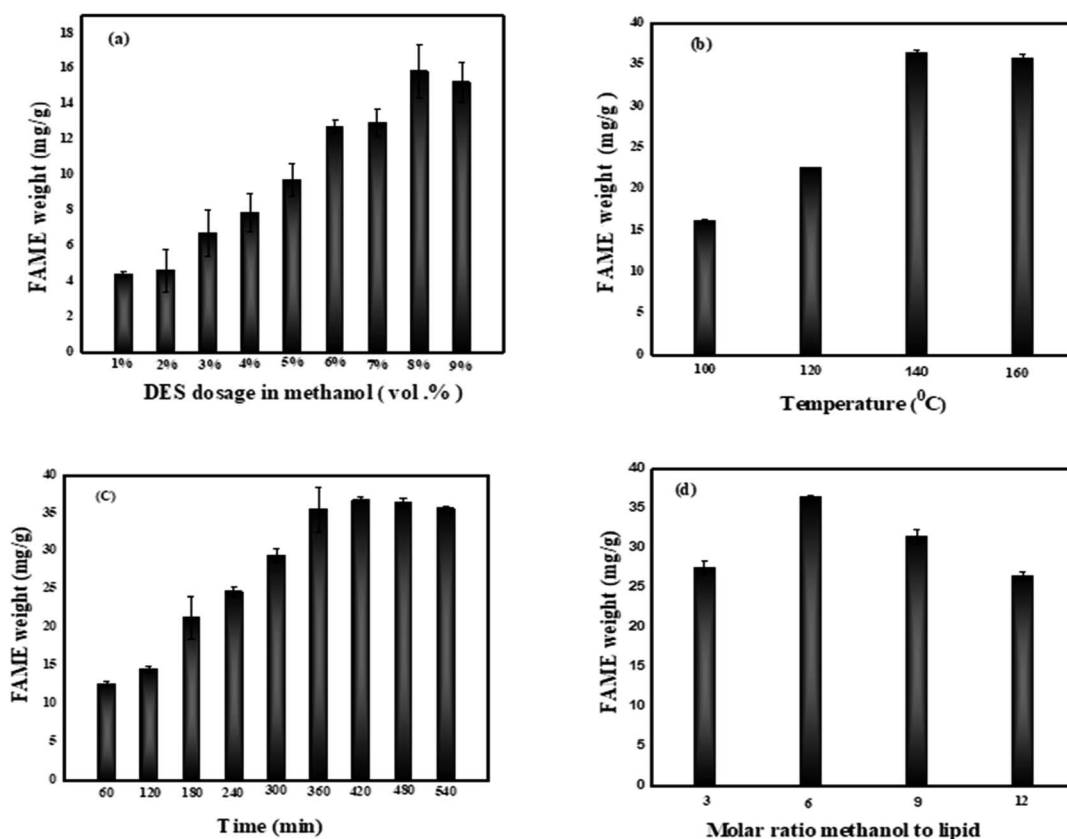 (a)
FAME weight (mg/g)
18
16
14
12
10
8
6
4
2
0
1% 2% 3% 4% 5% 6% 7% 8% 9%
DES dosage in methanol ( vol .% )
(b)
FAME weight (mg/g )
40
35
30
25
20
15
10
5
0
100 120 140 160
Temperature (⁰C)
(C)
FAME weight (mg/g)
40
35
30
25
20
15
10
5
0
60 120 180 240 300 360 420 480 540
Time (min)
(d)
FAME weight (mg/g)
40
35
30
25
20
15
10
5
0
3 6 9 12
Molar ratio methanol to lipid